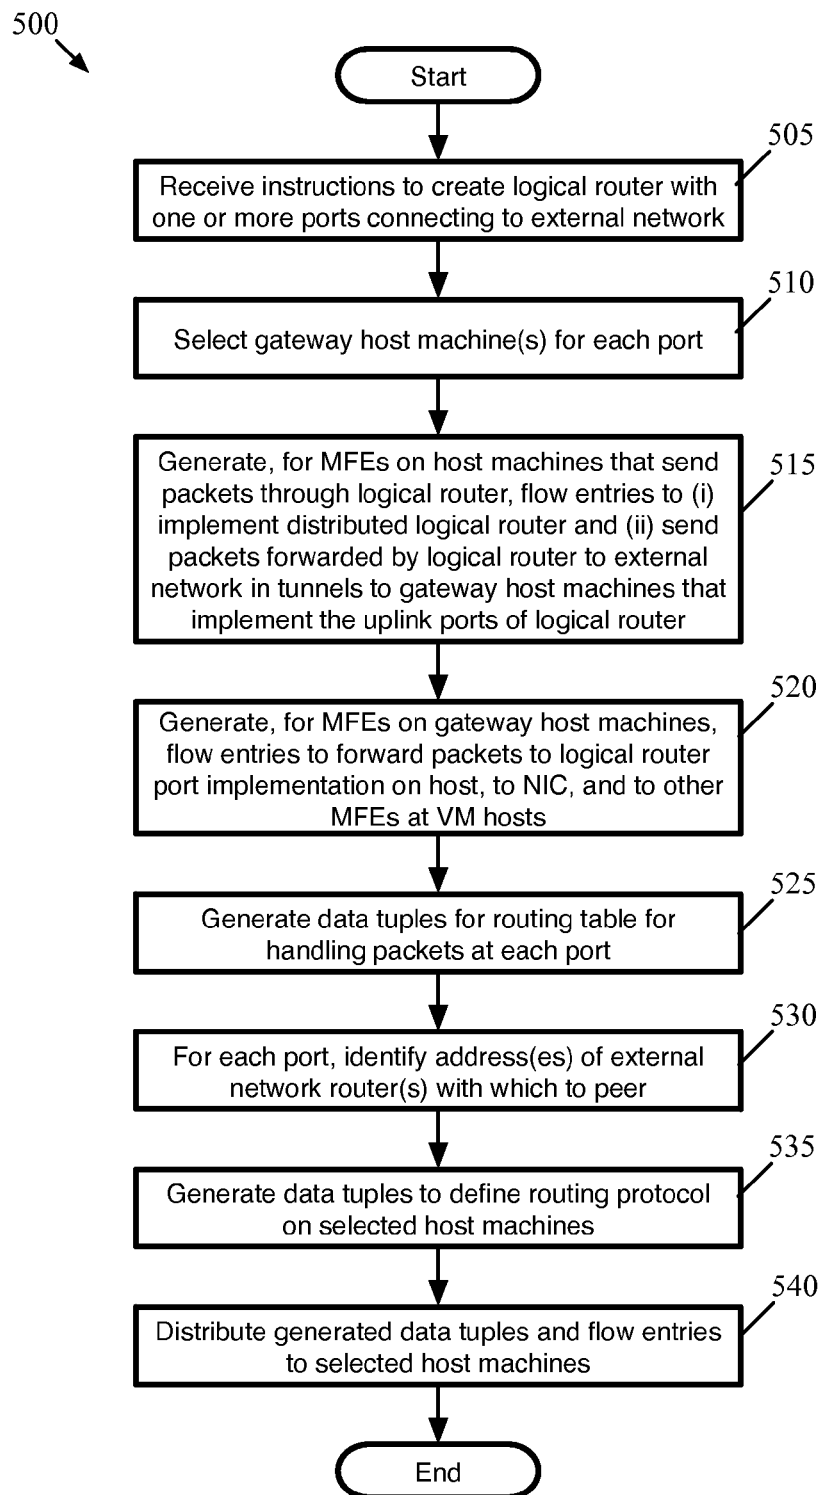 500
Start
505
Receive instructions to create logical router with
one or more ports connecting to external network
510
Select gateway host machine(s) for each port
515
Generate, for MFEs on host machines that send
packets through logical router, flow entries to (i)
implement distributed logical router and (ii) send
packets forwarded by logical router to external
network in tunnels to gateway host machines that
implement the uplink ports of logical router
520
Generate, for MFEs on gateway host machines,
flow entries to forward packets to logical router
port implementation on host, to NIC, and to other
MFEs at VM hosts
525
Generate data tuples for routing table for
handling packets at each port
530
For each port, identify address(es) of external
network router(s) with which to peer
535
Generate data tuples to define routing protocol
on selected host machines
540
Distribute generated data tuples and flow entries
to selected host machines
End